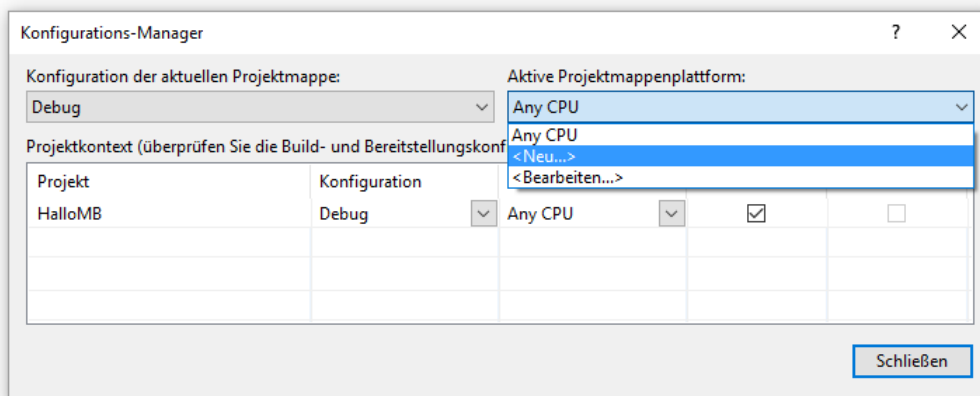 Konfigurations-Manager ?
Konfiguration der aktuellen Projektmappe: Aktive Projektmappenplattform:
Debug Any CPU
Any CPU
Projektkontext (überprüfen Sie die Build- und Bereitstellungskonf <Neu...>
Projekt Konfiguration <Bearbeiten...>
HalloMB Debug Any CPU
Schließen